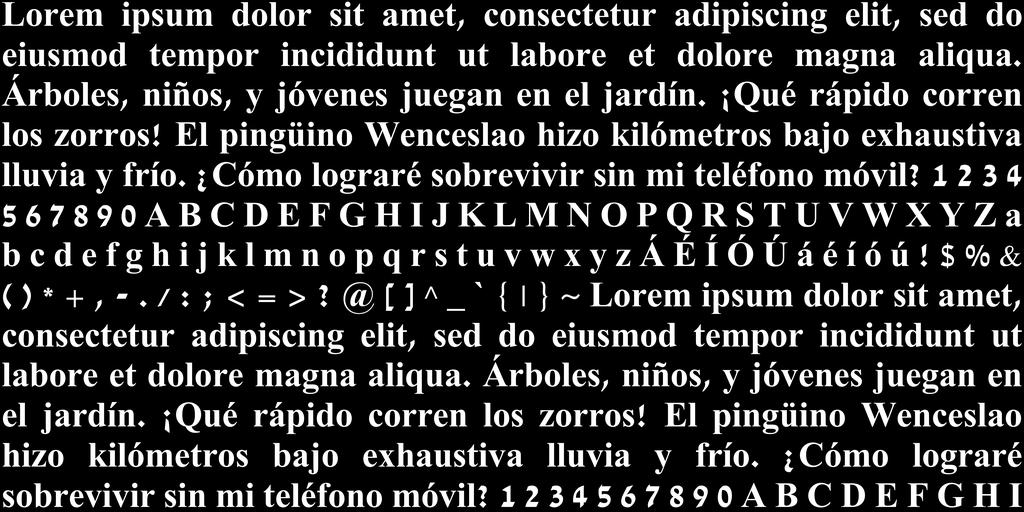 Lorem ipsum dolor sit amet, consectetur adipiscing elit, sed do
eiusmod tempor incididunt ut labore et dolore magna aliqua.
Árboles, niños, y jóvenes juegan en el jardín. ¡Qué rápido corren
los zorros! El pingüino Wenceslao hizo kilómetros bajo exhaustiva
lluvia y frío. ¿Cómo lograré sobrevivir sin mi teléfono móvil? 1 2 3 4
5 6 7 8 9 0 A B C D E F G H I J K L M N O P Q R S T U V W X Y Z a
b c d e f g h i j k l m n o p q r s t u v w x y z Á É Í Ó Ú á é í ó ú ! $ % &
( ) * + , - . / : ; < = > ? @ [ ] ^ _ ` { | } ~ Lorem ipsum dolor sit amet,
consectetur adipiscing elit, sed do eiusmod tempor incididunt ut
labore et dolore magna aliqua. Árboles, niños, y jóvenes juegan en
el jardín. ¡Qué rápido corren los zorros! El pingüino Wenceslao
hizo kilómetros bajo exhaustiva lluvia y frío. ¿Cómo lograré
sobrevivir sin mi teléfono móvil? 1 2 3 4 5 6 7 8 9 0 A B C D E F G H I